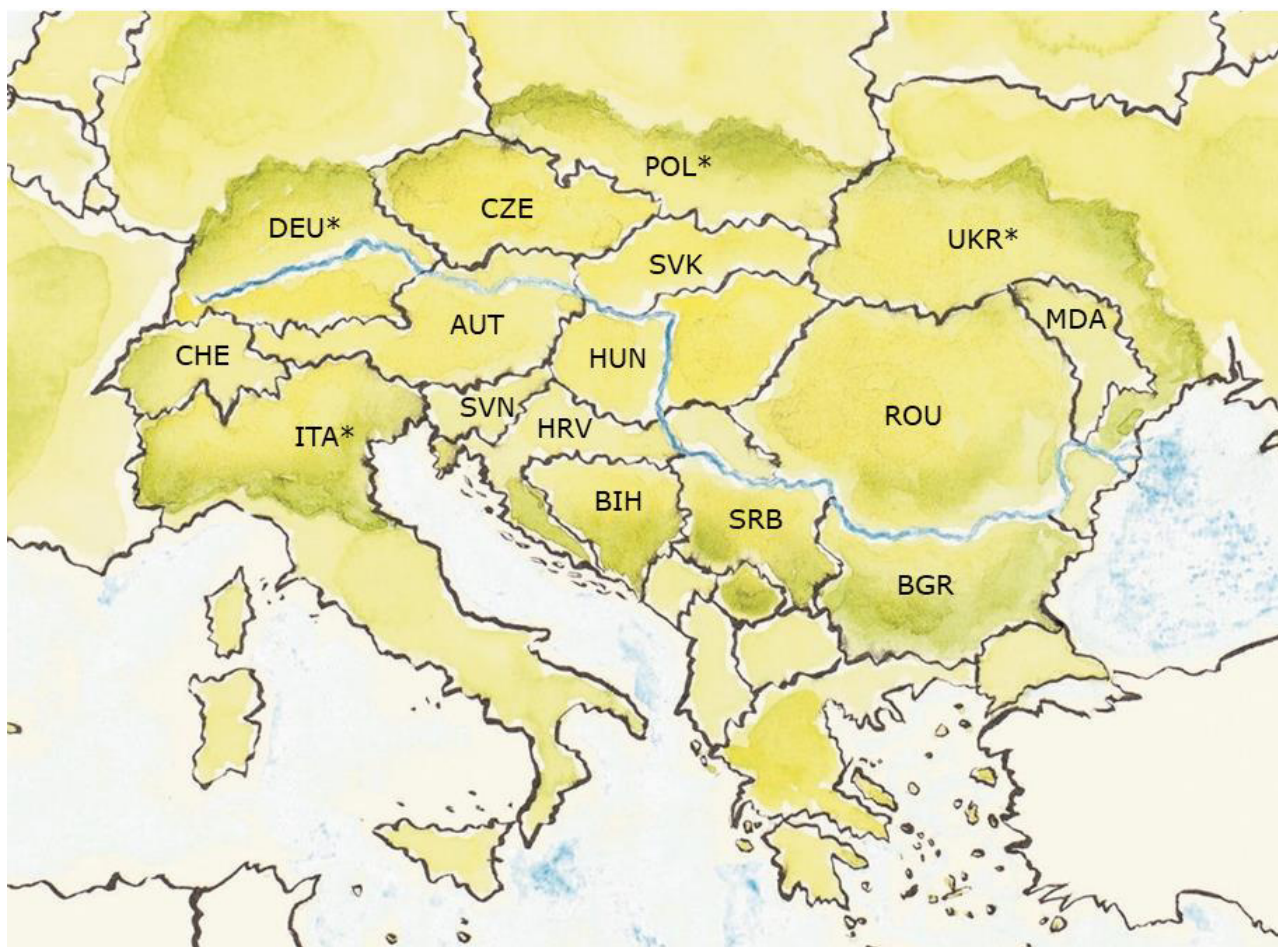 POL*
CZE
DEU*
UKR*
SVK
MDA
AUT
CHE
HUN
SVN
ROU
HRV
ITA*
BIH
SRB
BGR